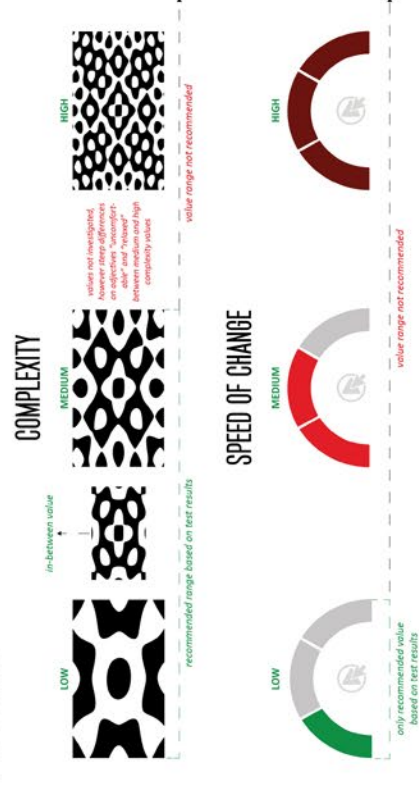 COMPLEXITY
LOW
in-between value
MEDIUM
values not investigated,
however steep differences
on adjectives "uncomfort-
able" and "relaxed"
between medium and high
complexity values
HIGH
recommended range based on test results
value range not recommended
SPEED OF CHANGE
LOW
MEDIUM
HIGH
only recommended value
based on test results
value range not recommended